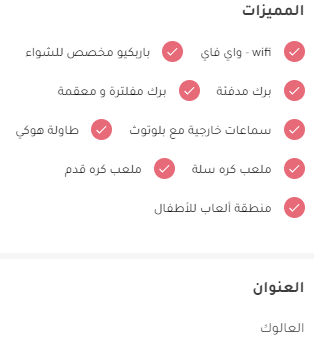 المميزات
wifi - واي فاي باربكيو مخصص للشواء
برك مدفئة برك مفلترة و معقمة
سماعات خارجية مع بلوتوث طاولة هوكي
ملعب كره سلة ملعب كره قدم
منطقة ألعاب للأطفال
العنوان
العالوك